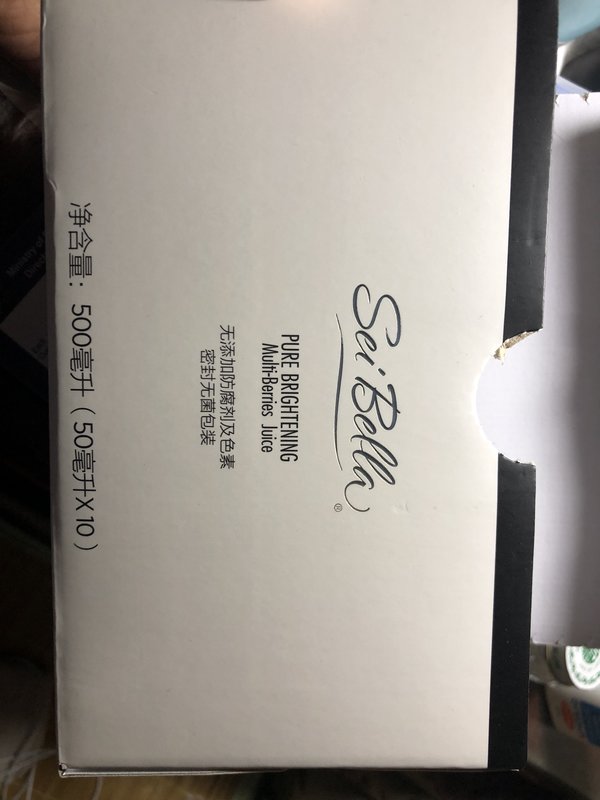 Sei Bella®
PURE BRIGHTENING
Multi-Berries Juice
无添加防腐剂及色素
密封无菌包装
净含量：500毫升（50毫升X10）